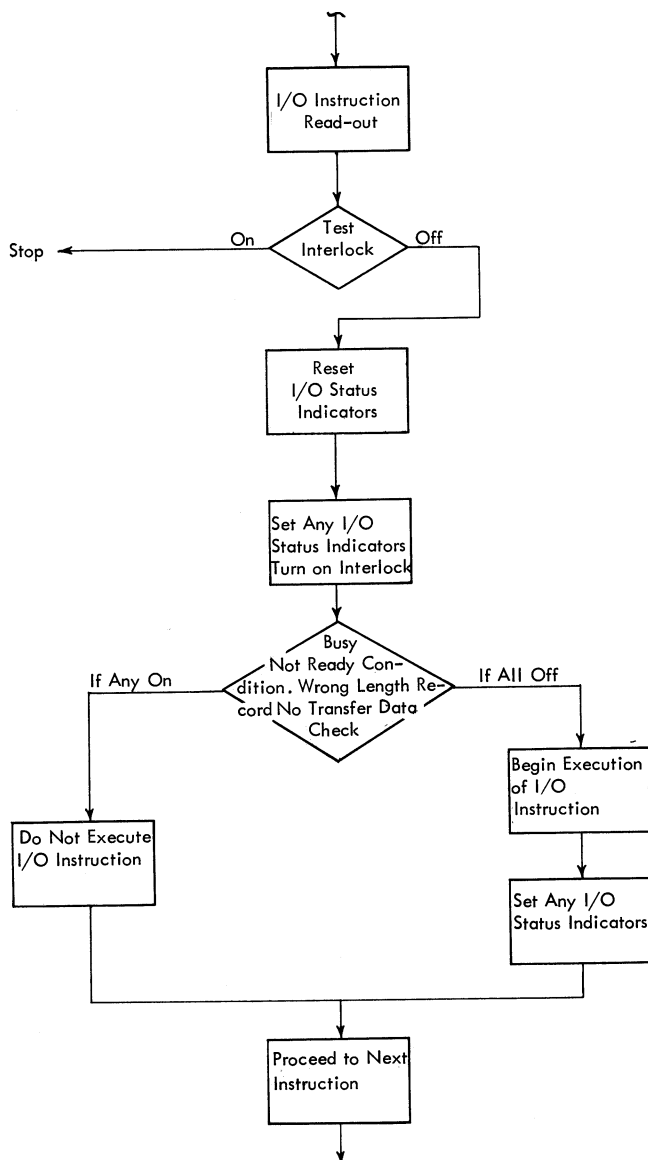 I/O Instruction
Read-out
Test
Interlock
On
Off
Stop
Reset
I/O Status
Indicators
Set Any I/O
Status Indicators
Turn on Interlock
Busy
Not Ready Con-
dition. Wrong Length Re-
cord No Transfer Data
Check
If Any On
If All Off
Begin Execution
of I/O
Instruction
Do Not Execute
I/O Instruction
Set Any I/O
Status Indicators
Proceed to Next
Instruction